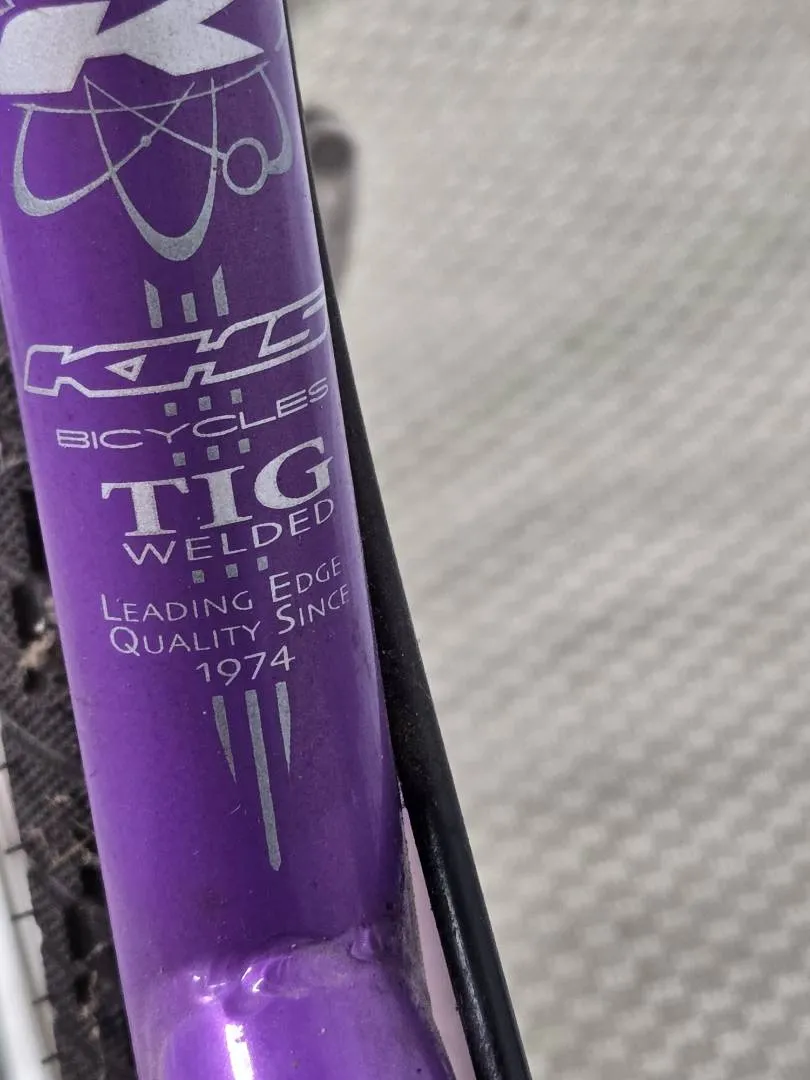 K
KHS
BICYCLES
TIG
WELDED
LEADING EDGE
QUALITY SINCE
1974